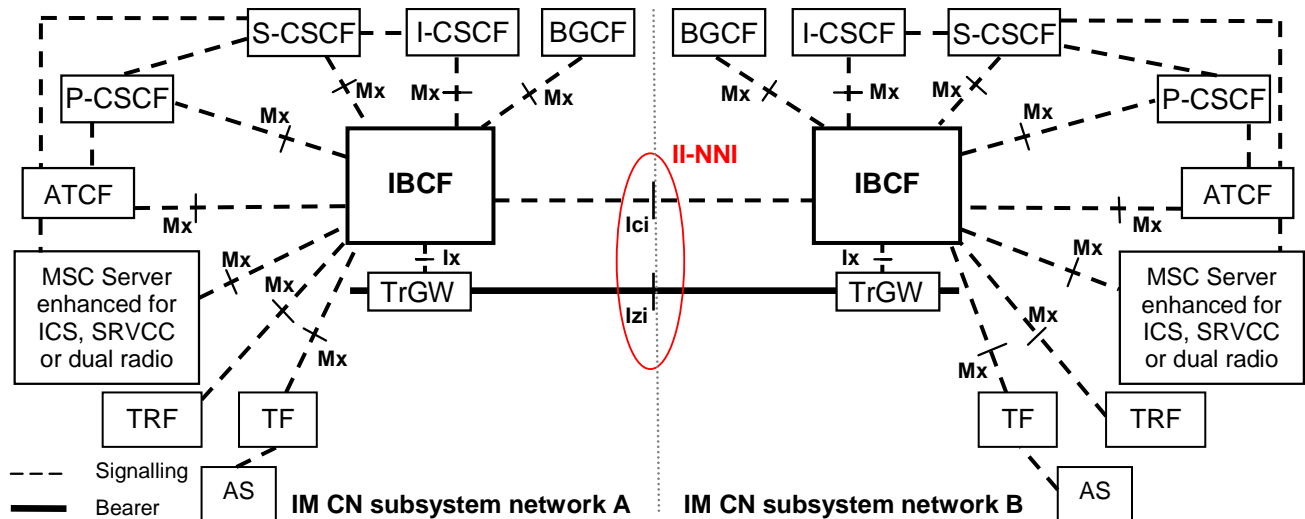 S-CSCF
I-CSCF
BGCF
BGCF
I-CSCF
S-CSCF
P-CSCF
Mx
Mx
Mx
Mx
Mx
Mx
P-CSCF
Mx
Mx
IBCF
II-NNI
IBCF
ATCF
Mx
Ici
Mx
ATCF
MSC Server
enhanced for
ICS, SRVCC
or dual radio
Mx
Mx
Mx
Ix
TrGW
Izi
Ix
TrGW
Mx
Mx
Mx
MSC Server
enhanced for
ICS, SRVCC
or dual radio
TRF
TF
TF
TRF
Signalling
Bearer
AS
IM CN subsystem network A
IM CN subsystem network B
AS